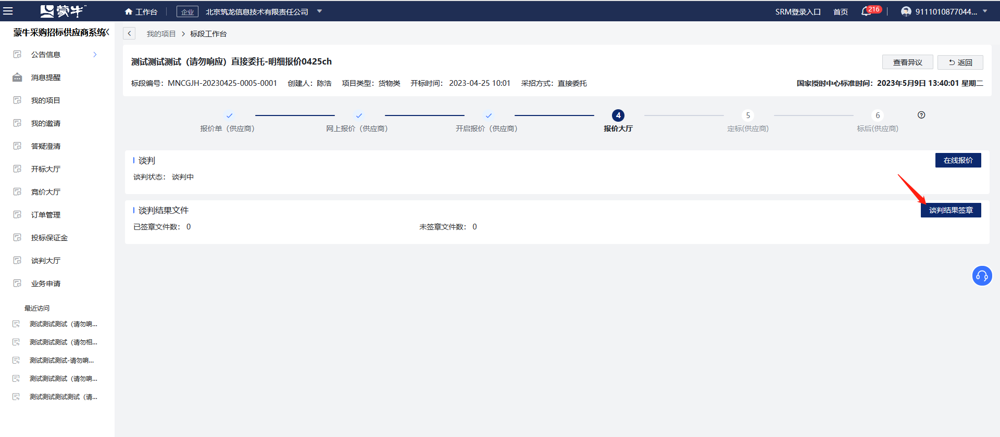 蒙牛
工作台
企业
北京筑龙信息技术有限责任公司
SRM登录入口
首页
216
9111010877044...
蒙牛采购招标供应商系统
公告信息
消息提醒
我的项目
我的邀请
答疑澄清
开标大厅
竞价大厅
订单管理
投标保证金
谈判大厅
业务申请
最近访问
测试测试测试（请勿响...
测试测试测试（请勿相...
测试测试测试-请勿响...
测试测试测试（请勿响...
测试测试测试测试（请...
我的项目 > 标段工作台
测试测试测试（请勿响应）直接委托-明细报价0425ch
查看异议
返回
标段编号：MNCGJH-20230425-0005-0001 创建人：陈浩 项目类型：货物类 开标时间： 2023-04-25 10:01 采招方式：直接委托
国家授时中心标准时间：2023年5月9日 13:40:01 星期二
报价单（供应商）
网上报价（供应商）
开启报价（供应商）
4
报价大厅
5
定标(供应商)
6
标后(供应商)
谈判
在线报价
谈判状态： 谈判中
谈判结果文件
谈判结果签章
已签章文件数： 0
未签章文件数： 0